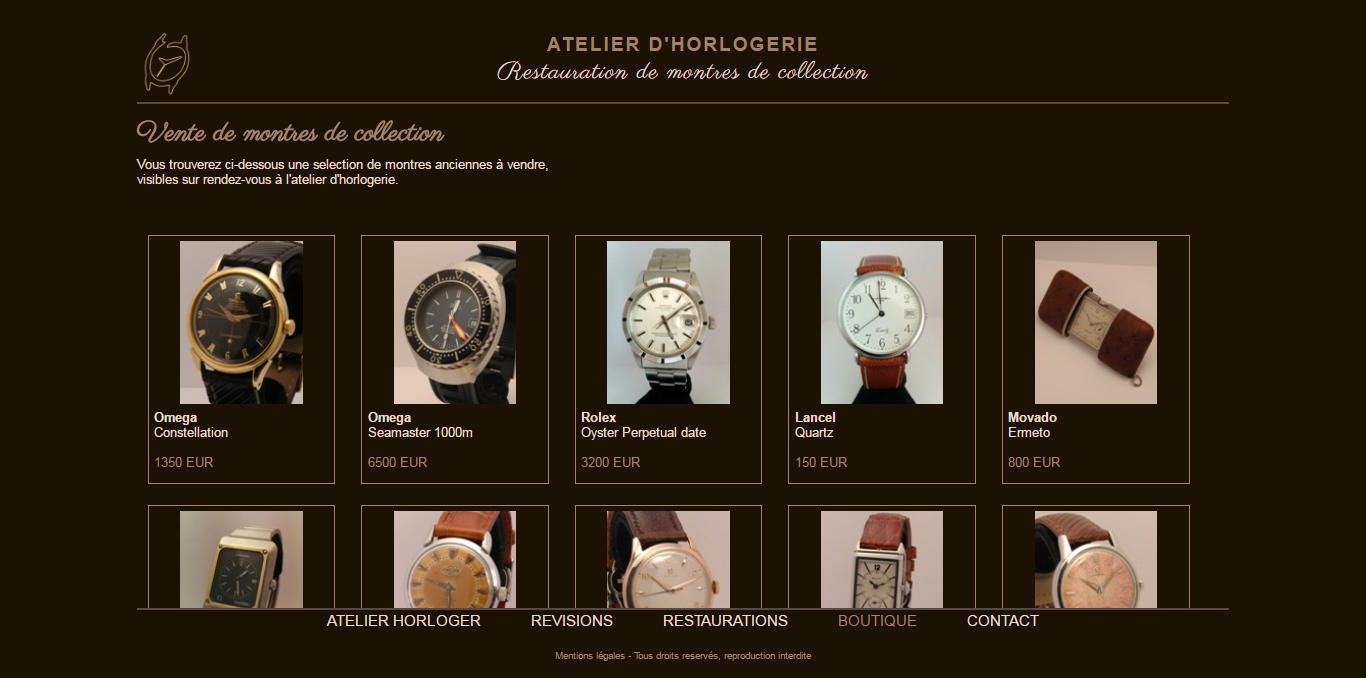 ATELIER D'HORLOGERIE
Restauration de montres de collection
Vente de montres de collection
Vous trouverez ci-dessous une selection de montres anciennes à vendre,
visibles sur rendez-vous à l'atelier d'horlogerie.
Omega
Constellation
1350 EUR
Omega
Seamaster 1000m
6500 EUR
Rolex
Oyster Perpetual date
3200 EUR
Lancel
Quartz
150 EUR
Movado
Ermeto
800 EUR
ATELIER HORLOGER REVISIONS RESTAURATIONS BOUTIQUE CONTACT
Mentions légales - Tous droits reservés, reproduction interdite